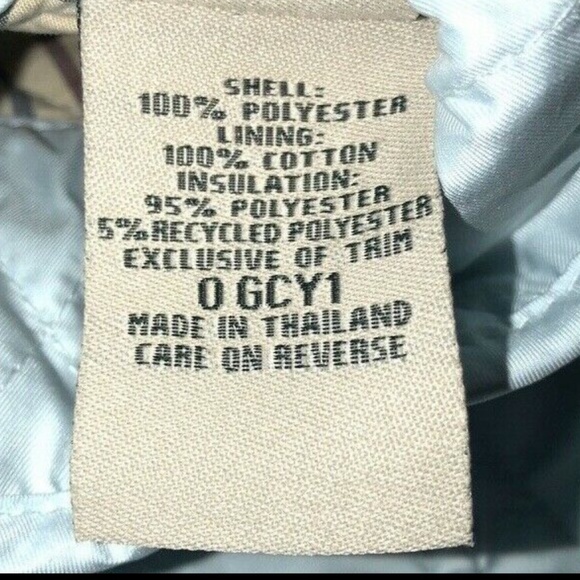 SHELL:
100% POLYESTER
LINING:
100% COTTON
INSULATION:
95% POLYESTER
5% RECYCLED POLYESTER
EXCLUSIVE OF TRIM
0 GCY1
MADE IN THAILAND
CARE ON REVERSE